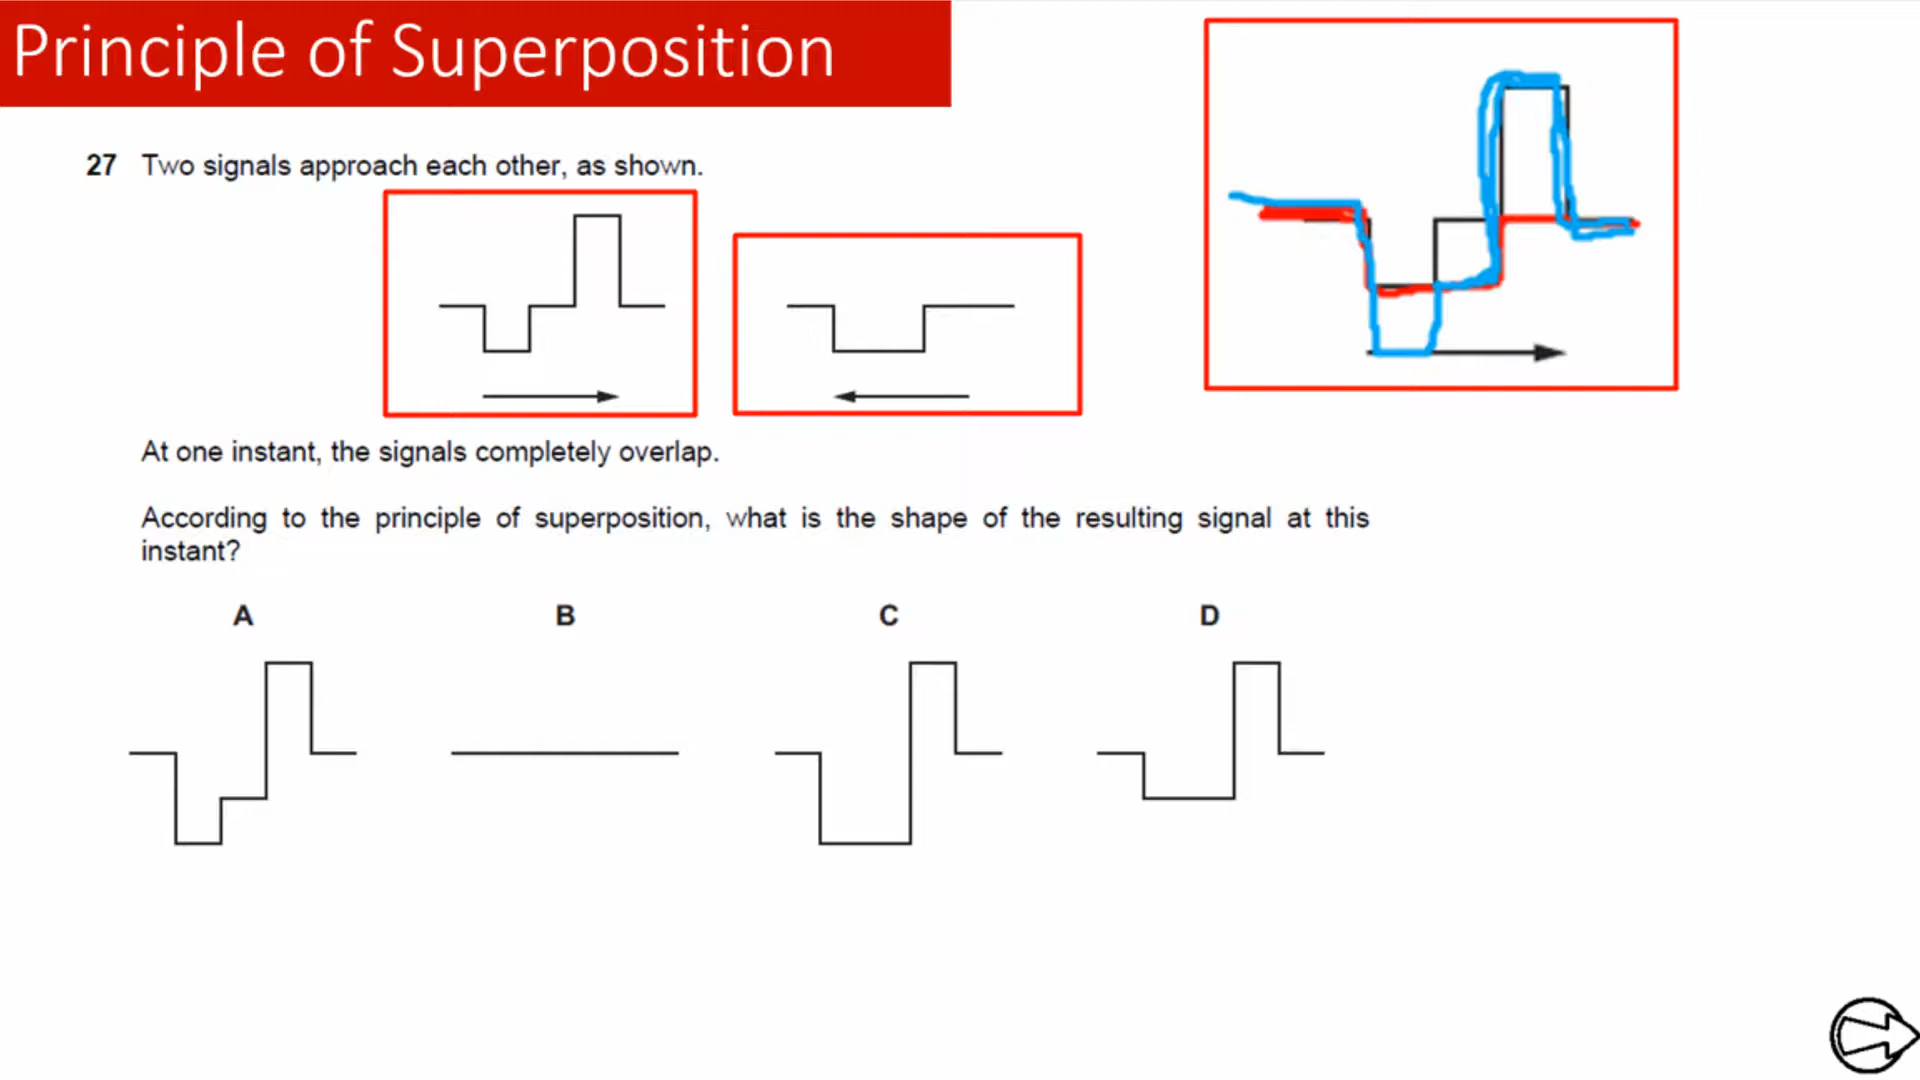 Principle of Superposition
27 Two signals approach each other, as shown.
At one instant, the signals completely overlap.
According to the principle of superposition, what is the shape of the resulting signal at this
instant?
A B C D